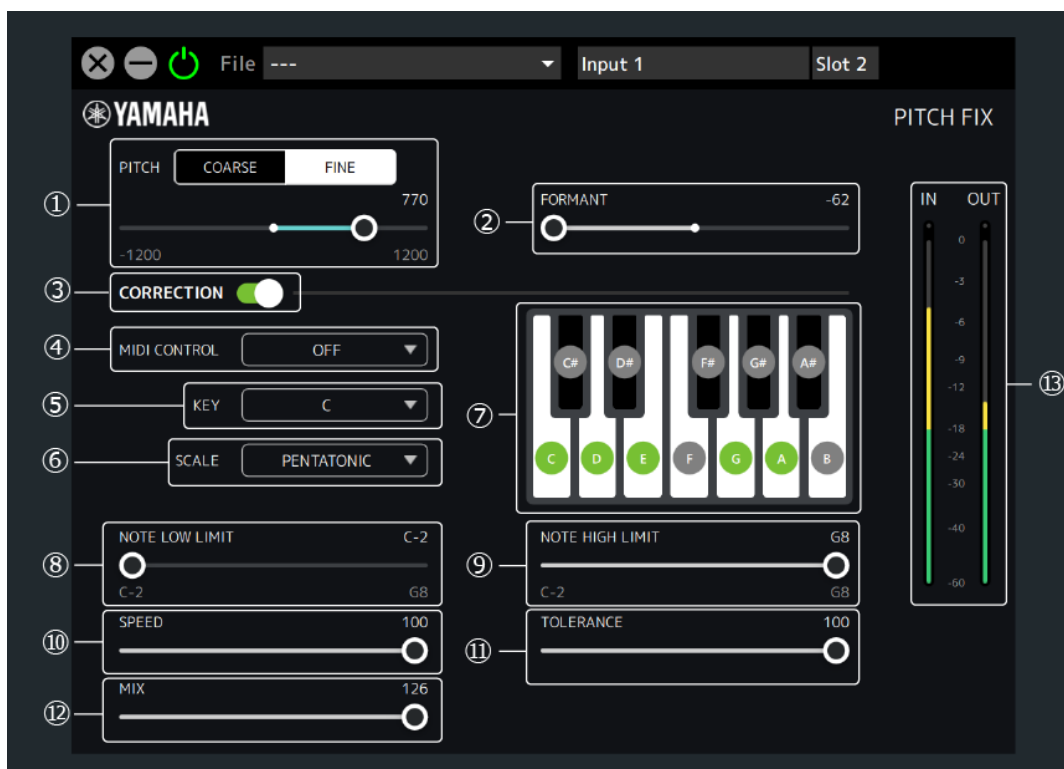 File --- Input 1 Slot 2
YAMAHA PITCH FIX
PITCH COARSE FINE
770
-1200 1200
①
FORMANT -62
②
③ CORRECTION
④ MIDI CONTROL OFF
⑤ KEY C
⑥ SCALE PENTATONIC
⑦
C# D# F# G# A#
C D E F G A B
NOTE LOW LIMIT C-2
⑧
C-2 G8
NOTE HIGH LIMIT G8
⑨
C-2 G8
SPEED 100
⑩
TOLERANCE 100
⑪
MIX 126
⑫
IN OUT
0
-3
-6
-9
-12
-18
-24
-30
-40
-60
⑬